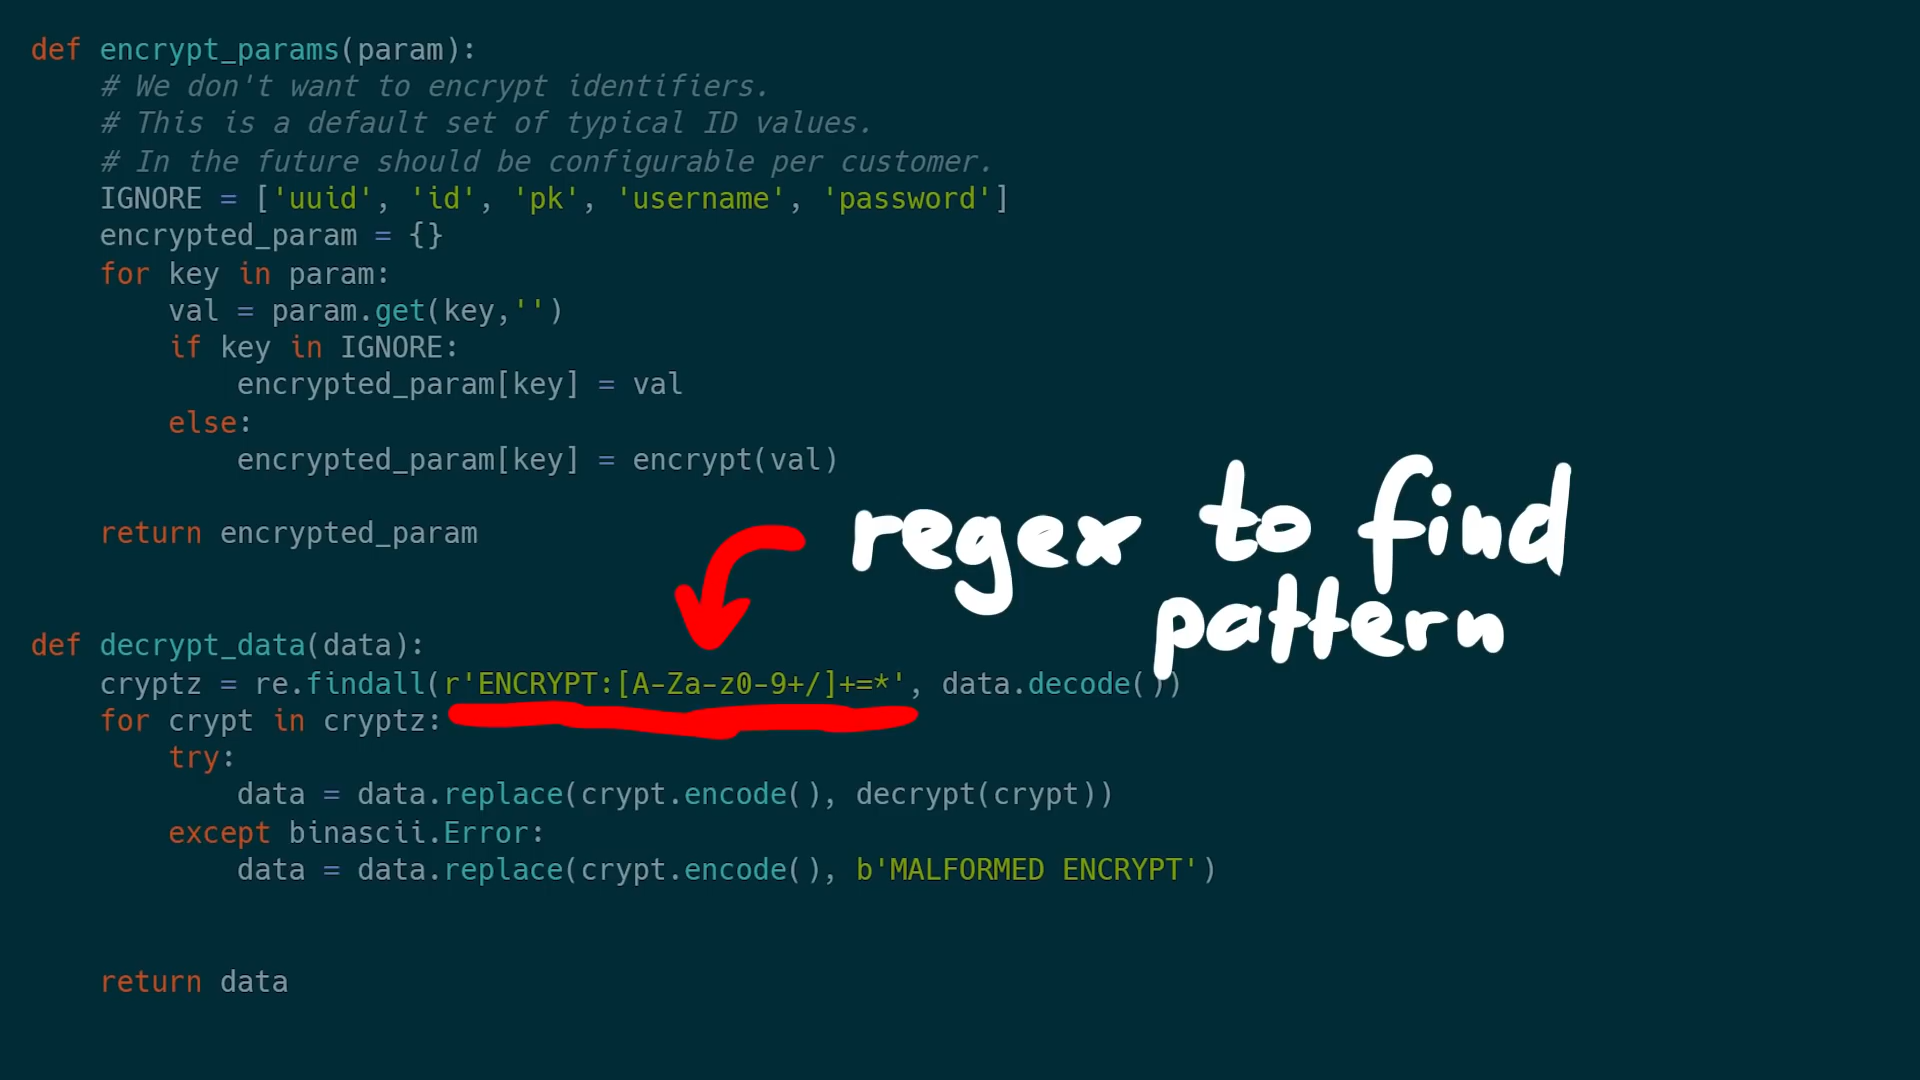 def encrypt_params(param):
    # We don't want to encrypt identifiers.
    # This is a default set of typical ID values.
    # In the future should be configurable per customer.
    IGNORE = ['uuid', 'id', 'pk', 'username', 'password']
    encrypted_param = {}
    for key in param:
        val = param.get(key,'')
        if key in IGNORE:
            encrypted_param[key] = val
        else:
            encrypted_param[key] = encrypt(val)
    return encrypted_param
regex to find
pattern
def decrypt_data(data):
    cryptz = re.findall(r'ENCRYPT:[A-Za-z0-9+/]+=*', data.decode())
    for crypt in cryptz:
        try:
            data = data.replace(crypt.encode(), decrypt(crypt))
        except binascii.Error:
            data = data.replace(crypt.encode(), b'MALFORMED ENCRYPT')
    return data